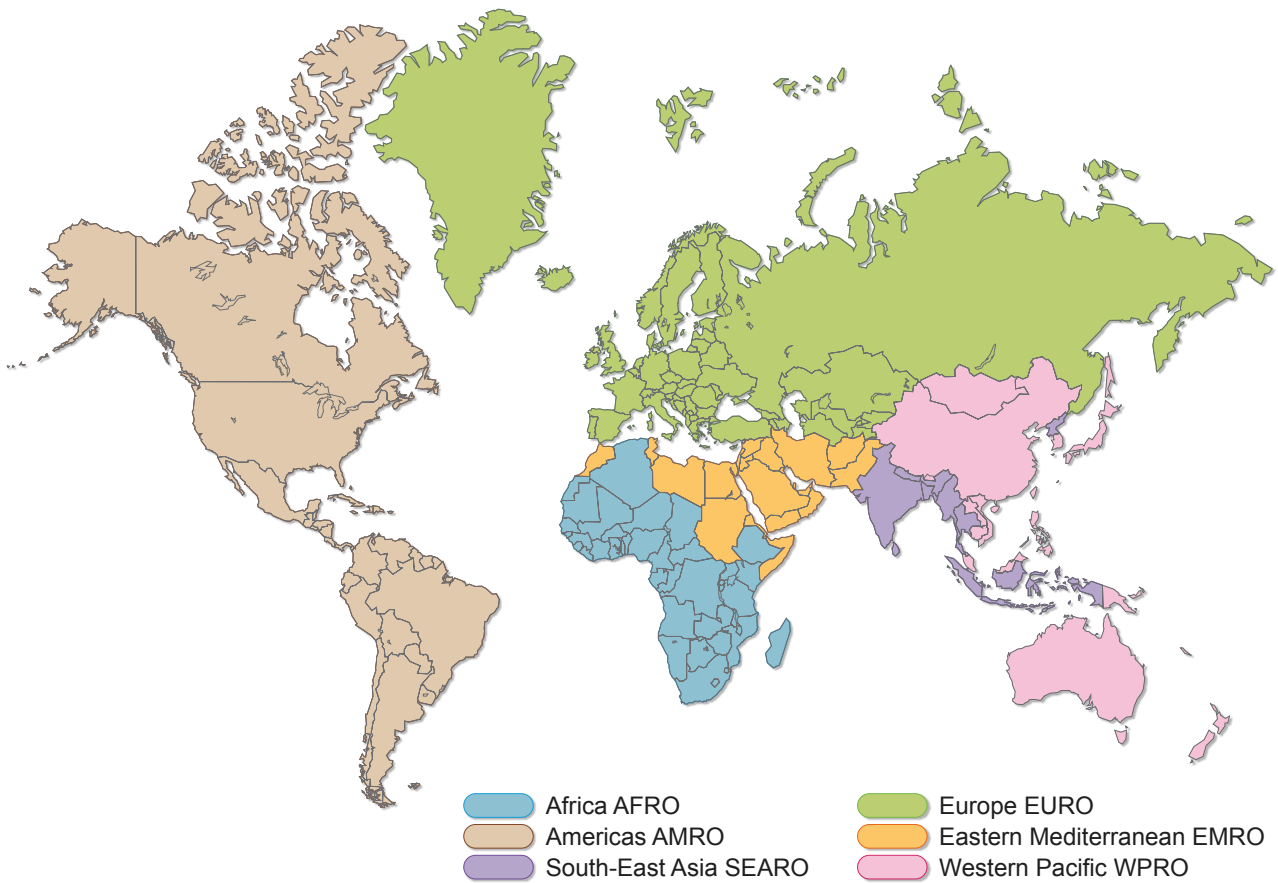 Africa AFRO
Americas AMRO
South-East Asia SEARO
Europe EURO
Eastern Mediterranean EMRO
Western Pacific WPRO